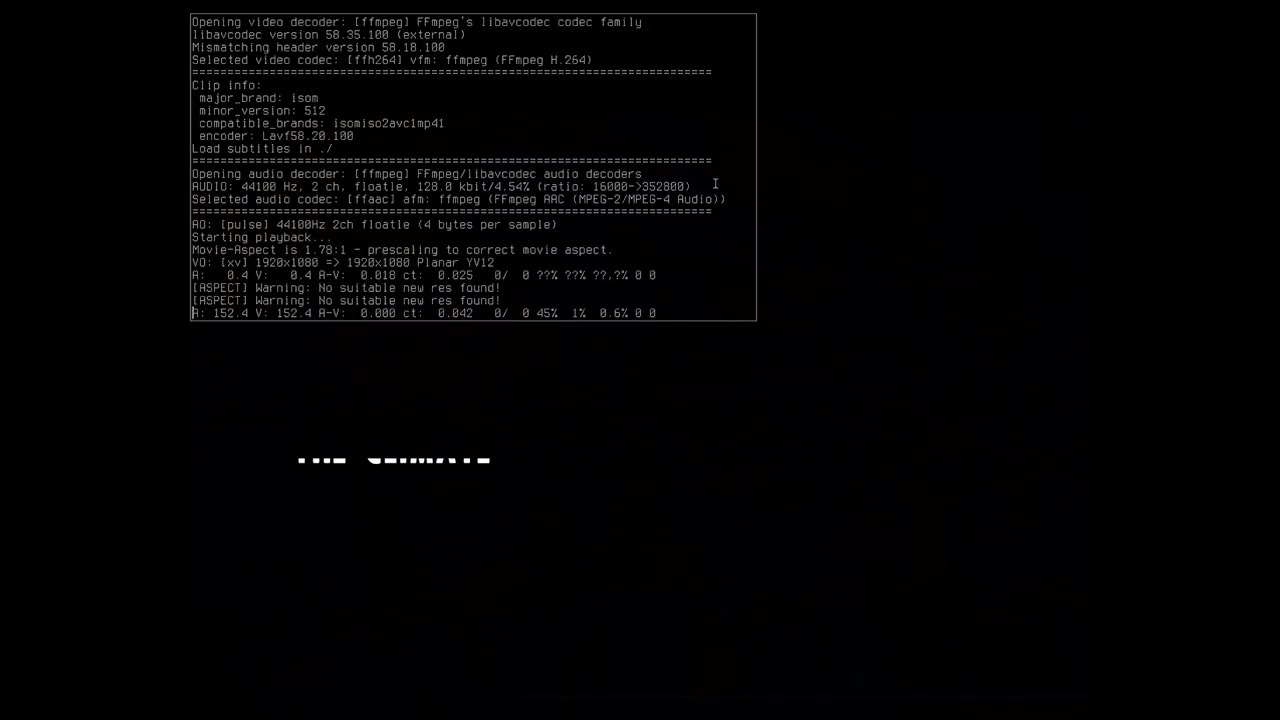 Opening video decoder: [ffmpeg] FFmpeg's libavcodec codec family
libavcodec version 58.35.100 (external)
Mismatching header version 58.18.100
Selected video codec: [ffh264] vfm: ffmpeg (FFmpeg H.264)
==========================================================================
Clip info:
major_brand: isom
minor_version: 512
compatible_brands: isomiso2avc1mp41
encoder: Lavf58.20.100
Load subtitles in ./
==========================================================================
Opening audio decoder: [ffmpeg] FFmpeg/libavcodec audio decoders
AUDIO: 44100 Hz, 2 ch, floatle, 128.0 kbit/4.54% (ratio: 16000->352800)
Selected audio codec: [ffaac] afm: ffmpeg (FFmpeg AAC (MPEG-2/MPEG-4 Audio))
==========================================================================
AO: [pulse] 44100Hz 2ch floatle (4 bytes per sample)
Starting playback...
Movie-Aspect is 1.78:1 - prescaling to correct movie aspect.
VO: [xv] 1920x1080 => 1920x1080 Planar YV12
A: 0.4 V: 0.4 A-V: 0.018 ct: 0.025 0/ 0 ??% ??% ??,?% 0 0
[ASPECT] Warning: No suitable new res found!
[ASPECT] Warning: No suitable new res found!
A: 152.4 V: 152.4 A-V: 0.000 ct: 0.042 0/ 0 45% 1% 0.6% 0 0
THE CLIMATE